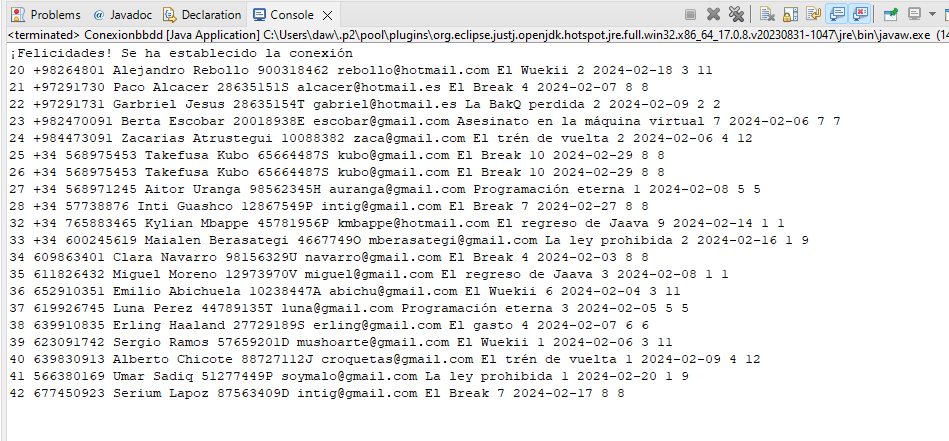 Problems @ Javadoc Declaration Console
<terminated> Conexionbbdd [Java Application] C:\Users\daw\.p2\pool\plugins\org.eclipse.justj.openjdk.hotspot.jre.full.win32.x86_64_17.0.8.v20230831-1047\jre\bin\javaw.exe (14
¡Felicidades! Se ha establecido la conexión
20 +98264801 Alejandro Rebollo 900318462 rebollo@hotmail.com El Wuekii 2 2024-02-18 3 11
21 +97291730 Paco Alcacer 28635151S alcacer@hotmail.es El Break 4 2024-02-07 8 8
22 +97291731 Garbriel Jesus 28635154T gabriel@hotmail.es La BakQ perdida 2 2024-02-09 2 2
23 +982470091 Berta Escobar 20018938E escobar@gmail.com Asesinato en la máquina virtual 7 2024-02-06 7 7
24 +984473091 Zacarias Atrustegui 10088382 zaca@gmail.com El trén de vuelta 2 2024-02-06 4 12
25 +34 568975453 Takefusa Kubo 65664487S kubo@gmail.com El Break 10 2024-02-29 8 8
26 +34 568975453 Takefusa Kubo 65664487S kubo@gmail.com El Break 10 2024-02-29 8 8
27 +34 568971245 Aitor Uranga 98562345H auranga@gmail.com Programación eterna 1 2024-02-08 5 5
28 +34 57738876 Inti Guashco 12867549P intig@gmail.com El Break 7 2024-02-27 8 8
32 +34 765883465 Kylian Mbappe 45781956P kmbappe@hotmail.com El regreso de Jaava 9 2024-02-14 1 1
33 +34 600245619 Maialen Berasategi 4667749O mberasategi@gmail.com La ley prohibida 2 2024-02-16 1 9
34 609863401 Clara Navarro 98156329U navarro@gmail.com El Break 4 2024-02-03 8 8
35 611826432 Miguel Moreno 12973970V miguel@gmail.com El regreso de Jaava 3 2024-02-08 1 1
36 652910351 Emilio Abichuela 10238447A abichu@gmail.com El Wuekii 6 2024-02-04 3 11
37 619926745 Luna Perez 44789135T luna@gmail.com Programación eterna 3 2024-02-05 5 5
38 639910835 Erling Haaland 27729189S erling@gmail.com El gasto 4 2024-02-07 6 6
39 623091742 Sergio Ramos 57659201D mushoarte@gmail.com El Wuekii 1 2024-02-06 3 11
40 639830913 Alberto Chicote 88727112J croquetas@gmail.com El trén de vuelta 1 2024-02-09 4 12
41 566380169 Umar Sadiq 51277449P soymalo@gmail.com La ley prohibida 1 2024-02-20 1 9
42 677450923 Serium Lapoz 87563409D intig@gmail.com El Break 7 2024-02-17 8 8